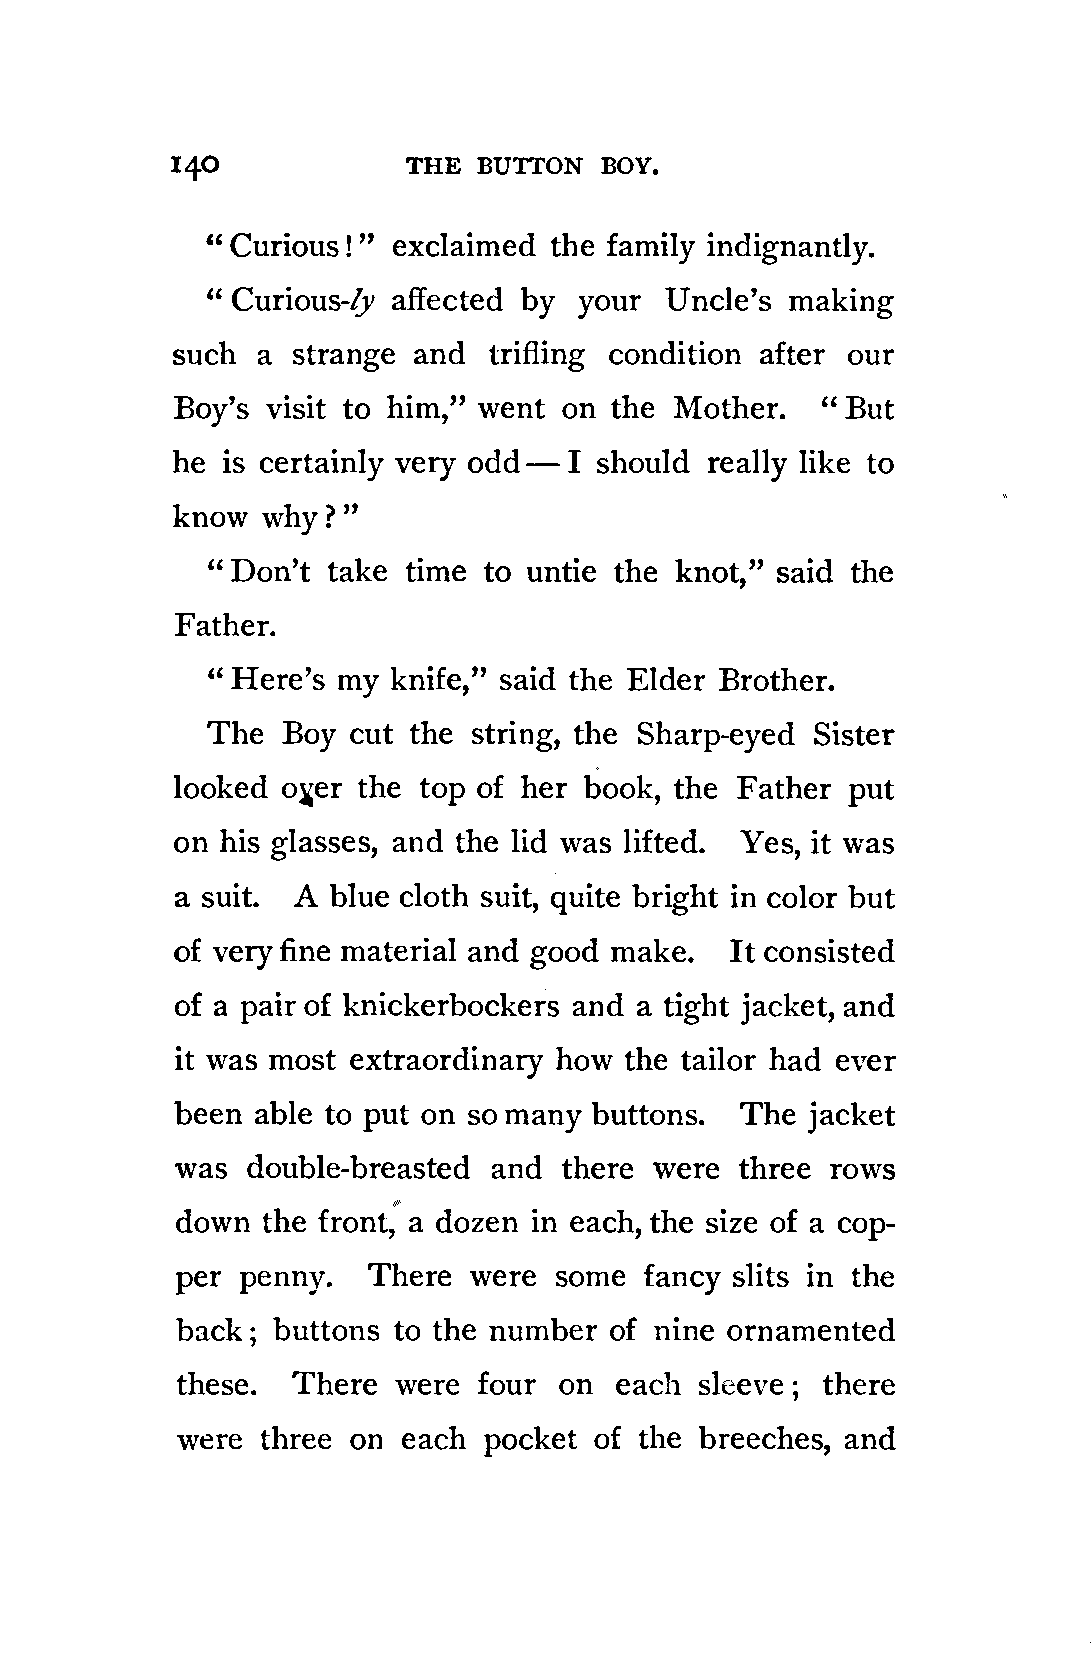 140 THE BUTTON BOY.
“Curious!” exclaimed the family indignantly.
“Curious-ly affected by your Uncle’s making
such a strange and trifling condition after our
Boy’s visit to him,” went on the Mother. “But
he is certainly very odd — I should really like to
know why?”
“Don’t take time to untie the knot,” said the
Father.
“Here’s my knife,” said the Elder Brother.
The Boy cut the string, the Sharp-eyed Sister
looked over the top of her book, the Father put
on his glasses, and the lid was lifted. Yes, it was
a suit. A blue cloth suit, quite bright in color but
of very fine material and good make. It consisted
of a pair of knickerbockers and a tight jacket, and
it was most extraordinary how the tailor had ever
been able to put on so many buttons. The jacket
was double-breasted and there were three rows
down the front, a dozen in each, the size of a cop-
per penny. There were some fancy slits in the
back; buttons to the number of nine ornamented
these. There were four on each sleeve; there
were three on each pocket of the breeches, and